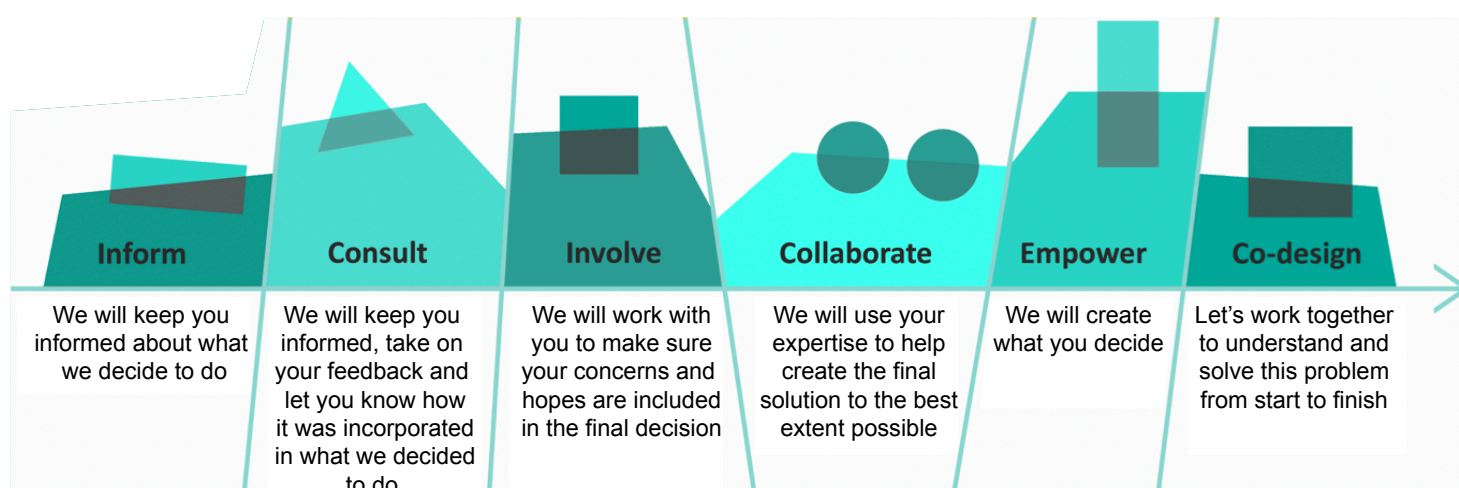 Inform
We will keep you
informed about what
we decide to do
Consult
We will keep you
informed, take on
your feedback and
let you know how
it was incorporated
in what we decided
to do
Involve
We will work with
you to make sure
your concerns and
hopes are included
in the final decision
Collaborate
We will use your
expertise to help
create the final
solution to the best
extent possible
Empower
We will create
what you decide
Co-design
Let’s work together
to understand and
solve this problem
from start to finish